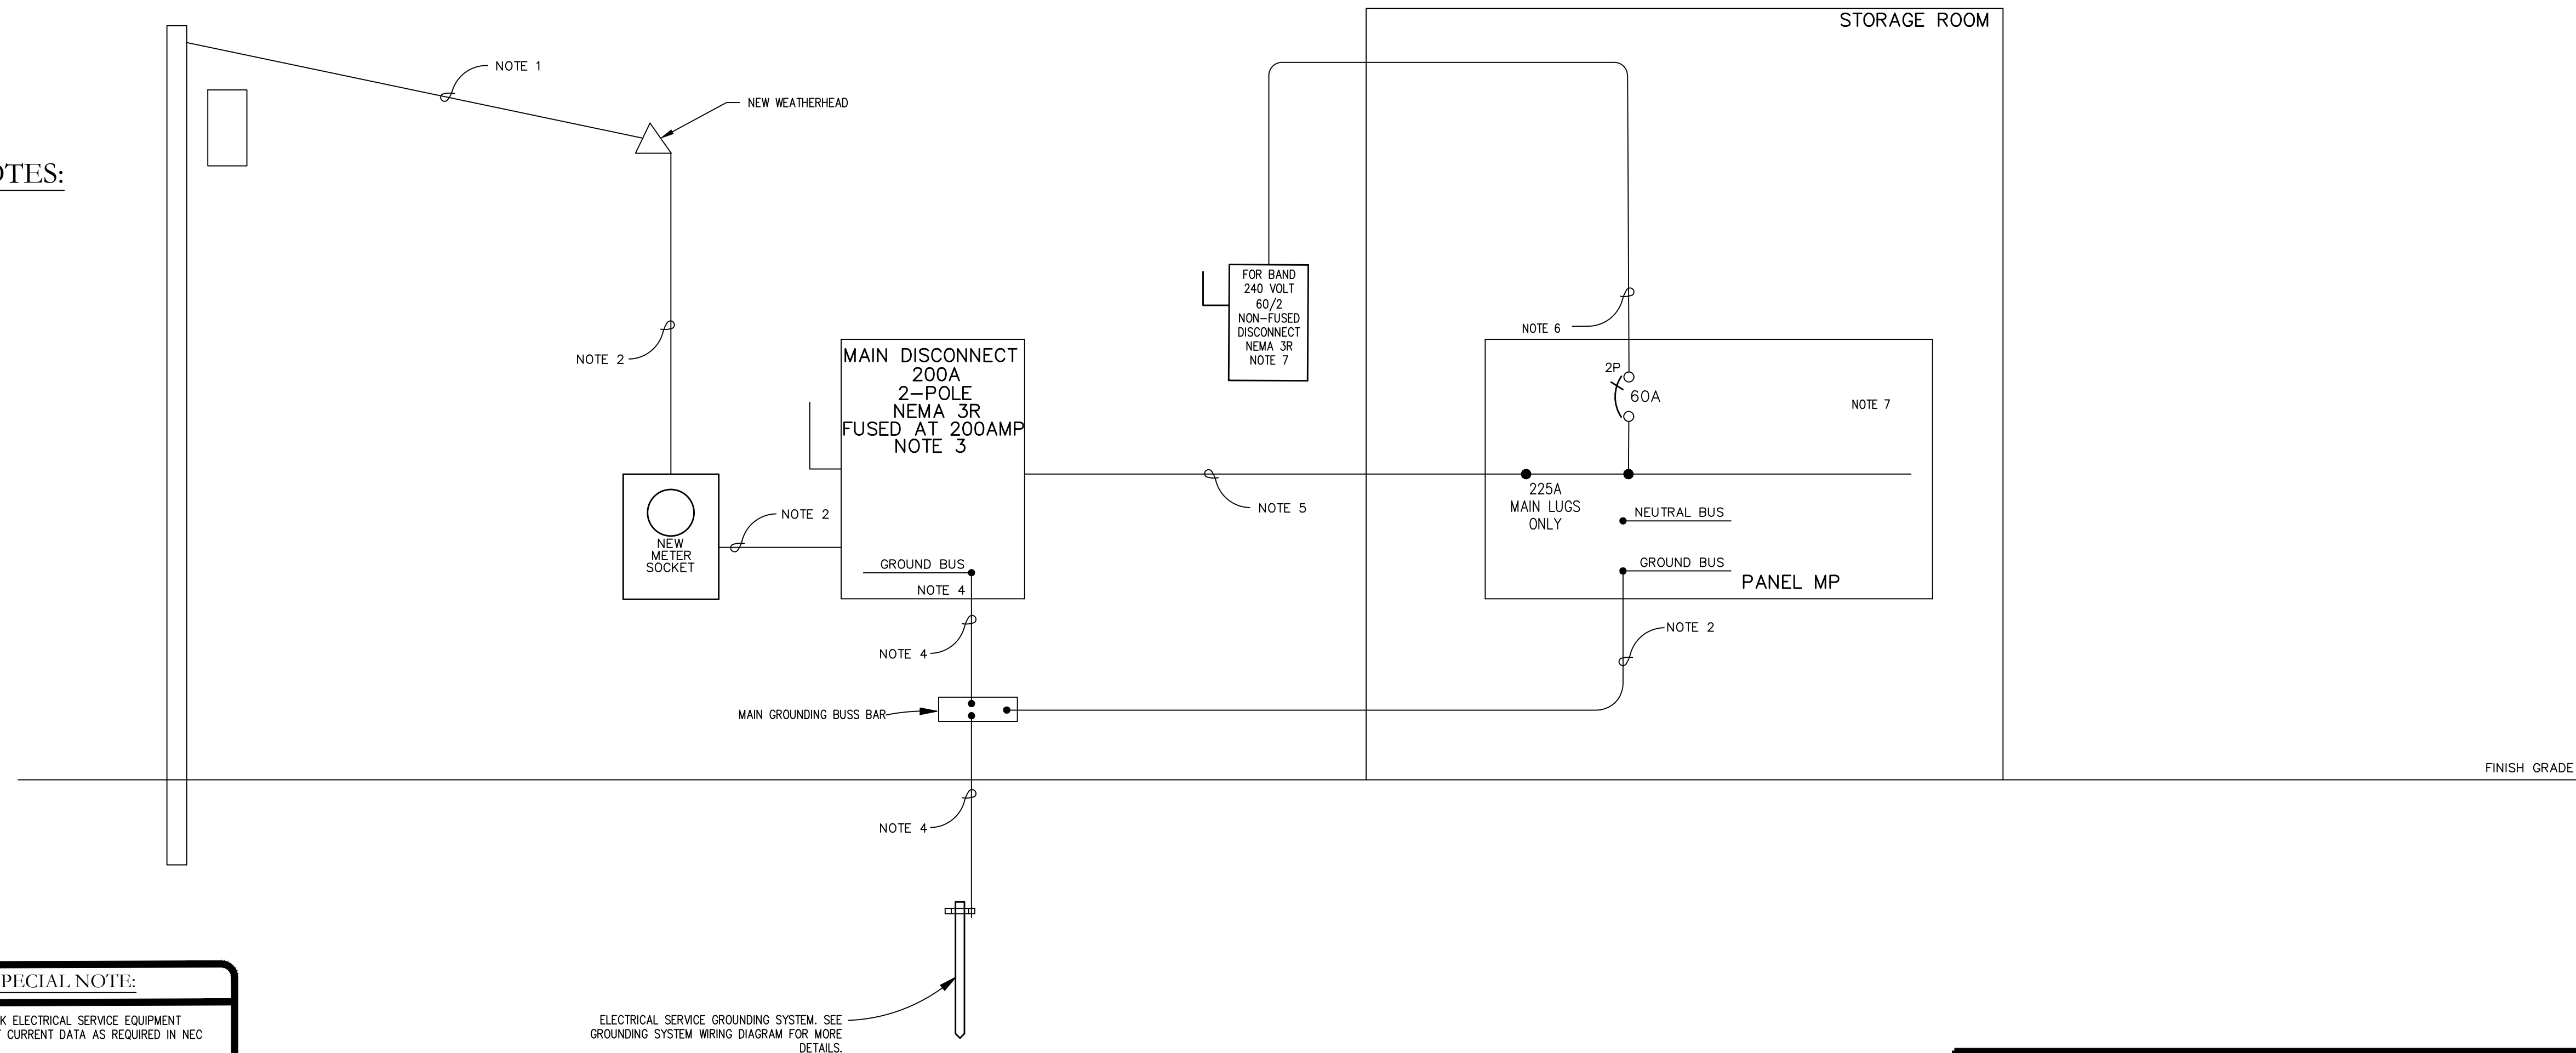 STORAGE ROOM
NOTE 1
NEW WEATHERHEAD
OTES:
FOR BAND
240 VOLT
60/2
NON-FUSED
DISCONNECT
NEMA 3R
NOTE 7
NOTE 6
NOTE 2
MAIN DISCONNECT
200A
2-POLE
NEMA 3R
FUSED AT 200AMP
NOTE 3
2P
60A
NOTE 7
225A
MAIN LUGS
ONLY
NOTE 5
NOTE 2
NEUTRAL BUS
NEW
METER
SOCKET
GROUND BUS
NOTE 4
GROUND BUS
PANEL MP
NOTE 2
NOTE 4
MAIN GROUNDING BUSS BAR
FINISH GRADE
NOTE 4
PECIAL NOTE:
K ELECTRICAL SERVICE EQUIPMENT
T CURRENT DATA AS REQUIRED IN NEC
ELECTRICAL SERVICE GROUNDING SYSTEM. SEE
GROUNDING SYSTEM WIRING DIAGRAM FOR MORE
DETAILS.